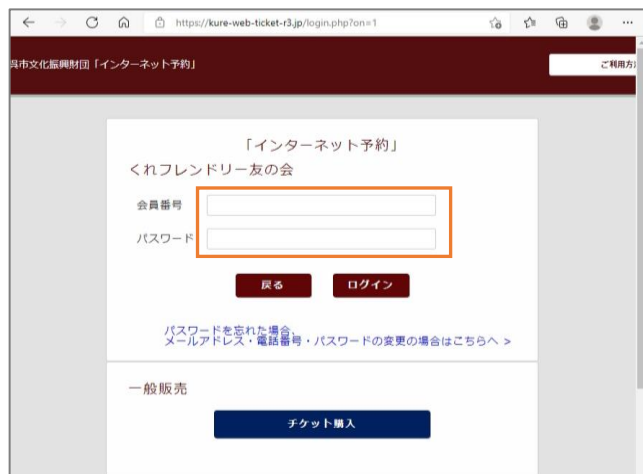 https://kure-web-ticket-r3.jp/login.php?on=1
呉市文化振興財団「インターネット予約」
ご利用方法
「インターネット予約」
くれフレンドリー友の会
会員番号
パスワード
戻る
ログイン
パスワードを忘れた場合、
メールアドレス・電話番号・パスワードの変更の場合はこちらへ >
一般販売
チケット購入